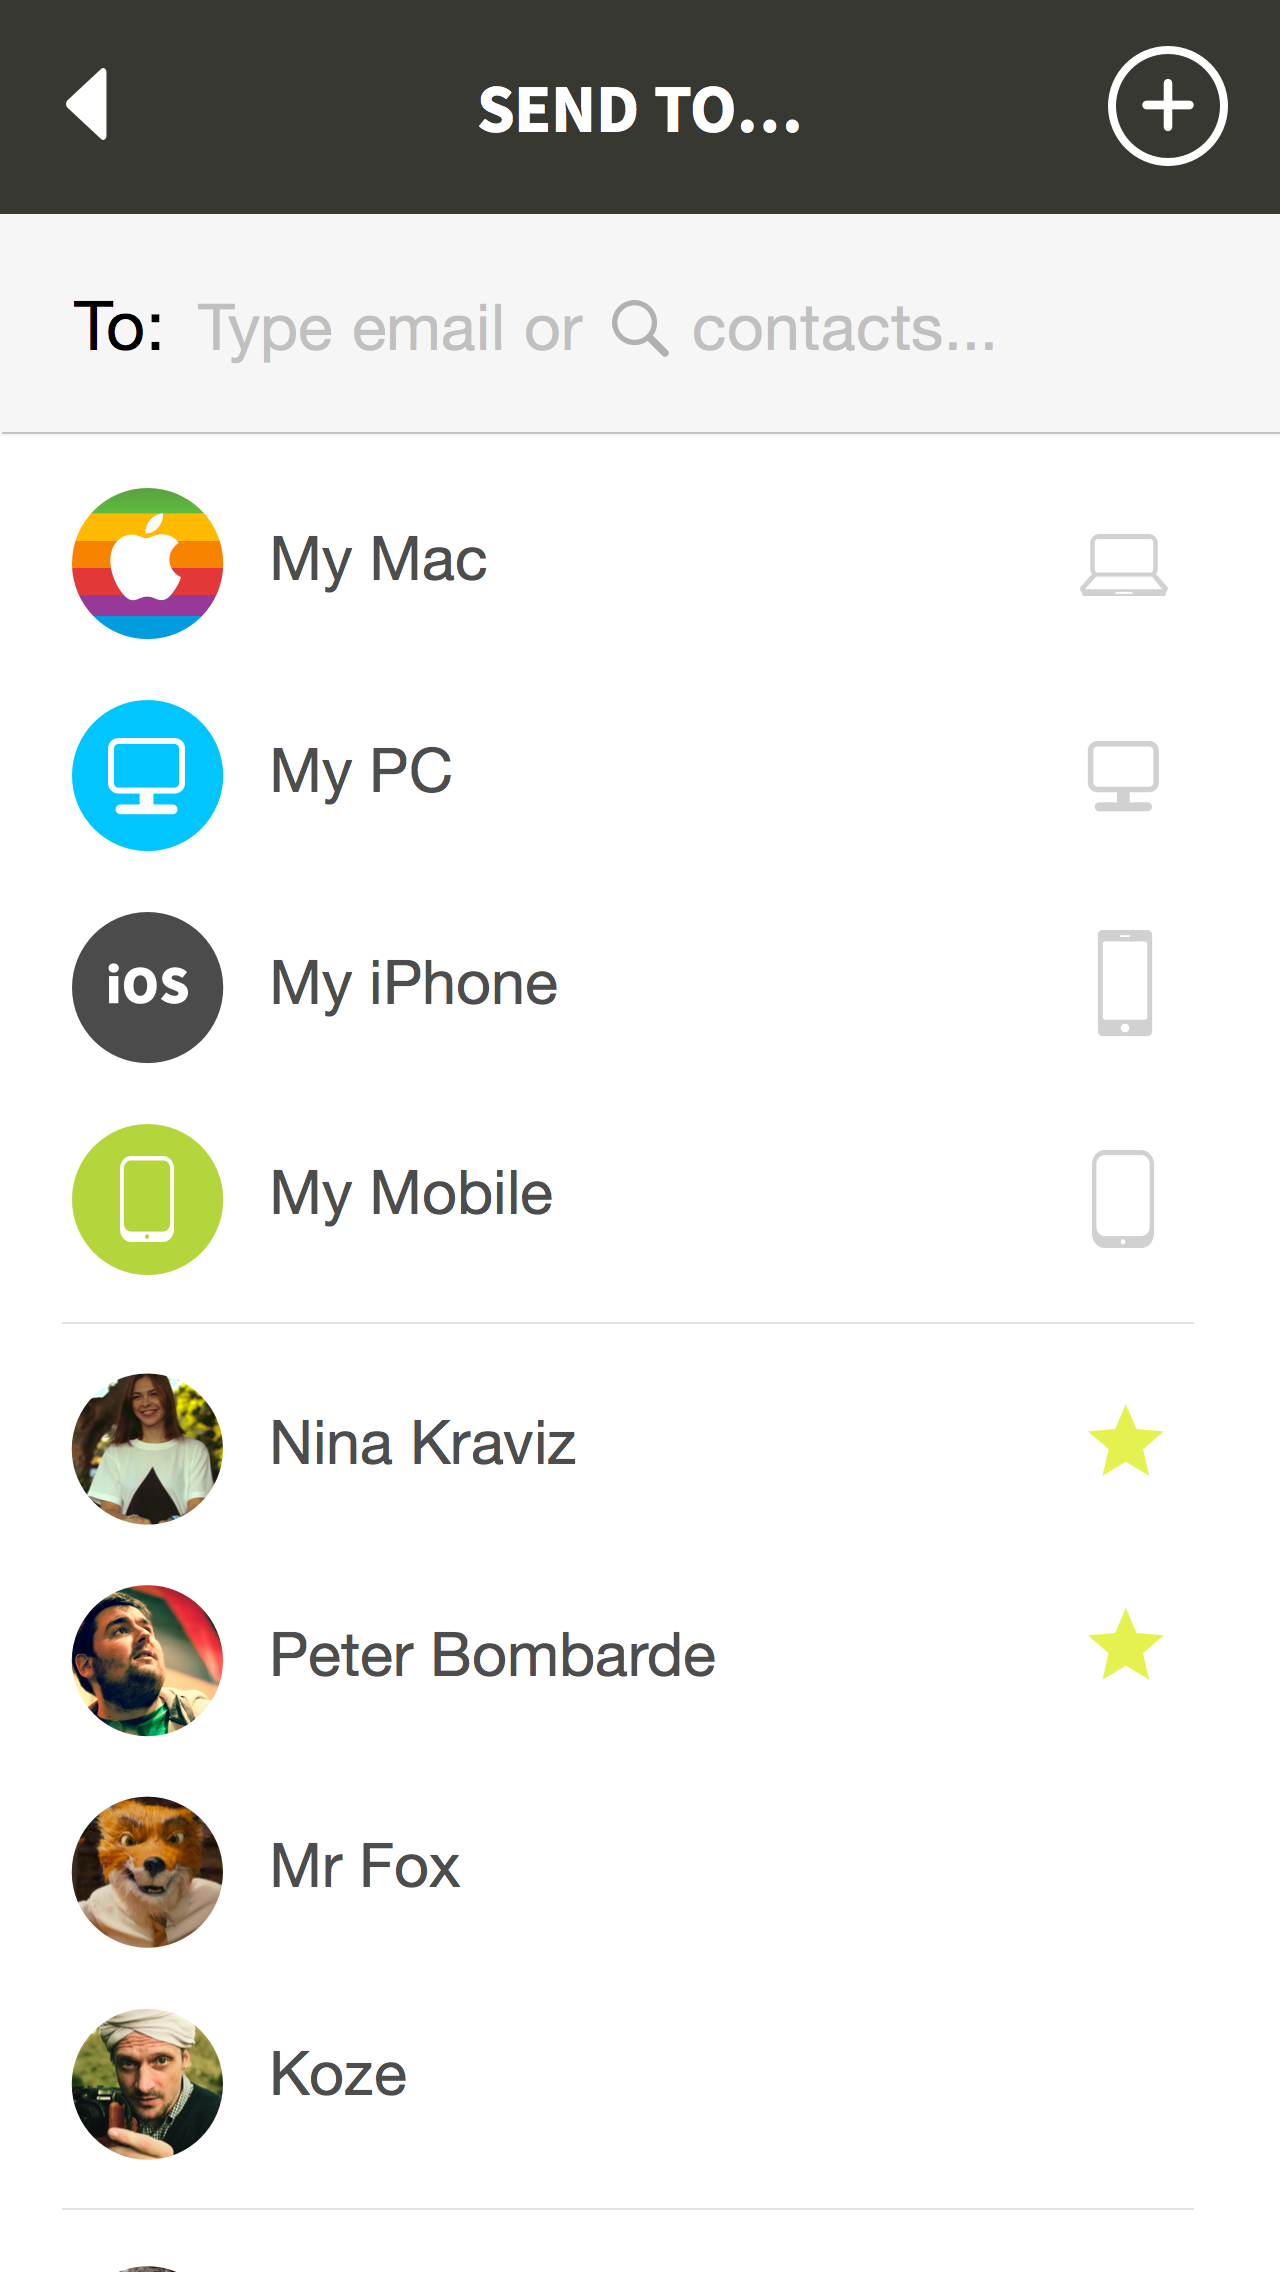 SEND TO...
To: Type email or contacts...
My Mac
My PC
iOS My iPhone
My Mobile
Nina Kraviz
Peter Bombarde
Mr Fox
Koze